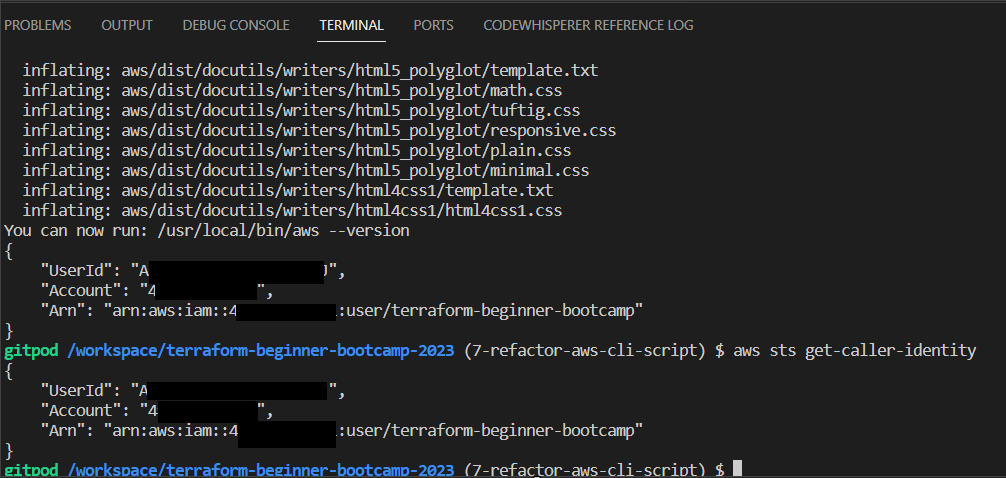 PROBLEMS OUTPUT DEBUG CONSOLE TERMINAL PORTS CODEWHISPERER REFERENCE LOG
inflating: aws/dist/docutils/writers/html5_polyglot/template.txt
inflating: aws/dist/docutils/writers/html5_polyglot/math.css
inflating: aws/dist/docutils/writers/html5_polyglot/tuftig.css
inflating: aws/dist/docutils/writers/html5_polyglot/responsive.css
inflating: aws/dist/docutils/writers/html5_polyglot/plain.css
inflating: aws/dist/docutils/writers/html5_polyglot/minimal.css
inflating: aws/dist/docutils/writers/html4css1/template.txt
inflating: aws/dist/docutils/writers/html4css1/html4css1.css
You can now run: /usr/local/bin/aws --version
{
"UserId": "A ",
"Account": "4 ",
"Arn": "arn:aws:iam::4 :user/terraform-beginner-bootcamp"
}
gitpod /workspace/terraform-beginner-bootcamp-2023 (7-refactor-aws-cli-script) $ aws sts get-caller-identity
{
"UserId": "A ",
"Account": "4 ",
"Arn": "arn:aws:iam::4 :user/terraform-beginner-bootcamp"
}
gitpod /workspace/terraform-beginner-bootcamp-2023 (7-refactor-aws-cli-script) $